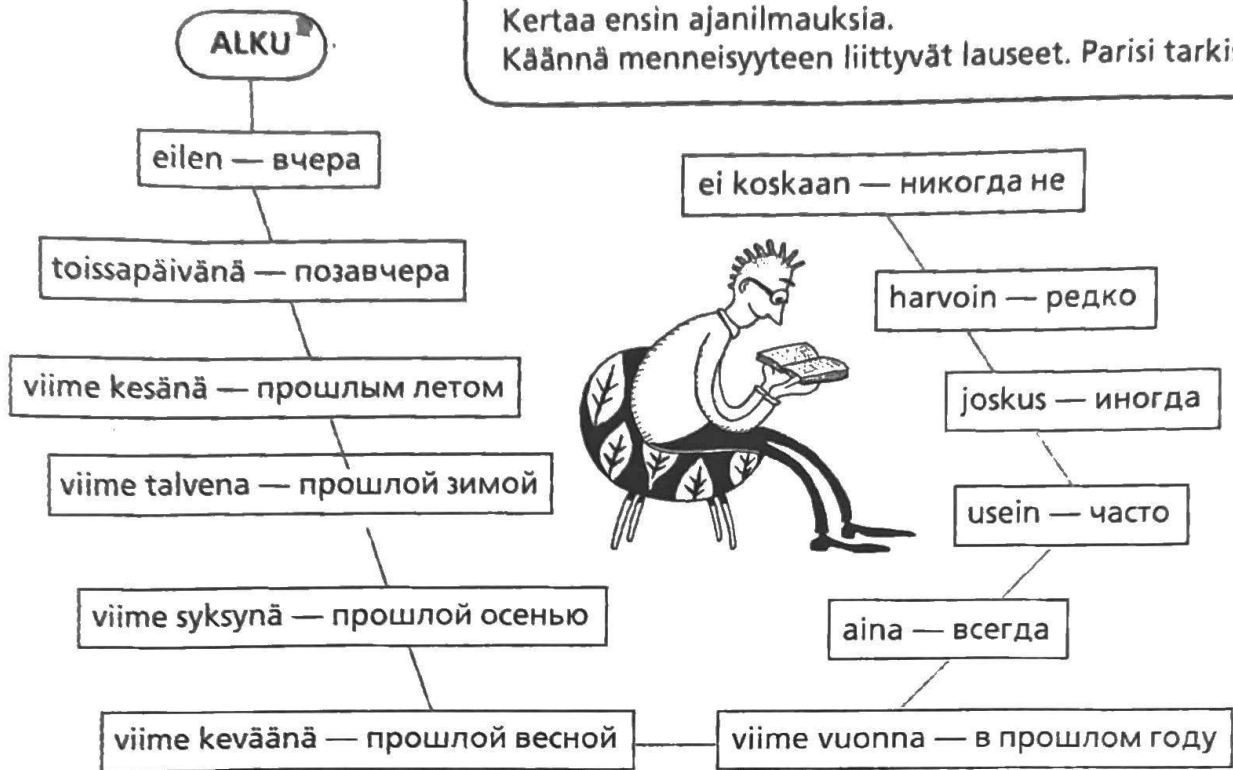 Kertaa ensin ajanilmauksia.
Käännä menneisyyteen liittyvät lauseet. Parisi
ALKU
eilen — вчера
toissapäivänä — позавчера
viime kesänä — прошлым летом
viime talvena — прошлой зимой
viime syksynä — прошлой осенью
viime keväänä — прошлой весной
viime vuonna — в прошлом году
aina — всегда
usein — часто
joskus — иногда
harvoin — редко
ei koskaan — никогда не